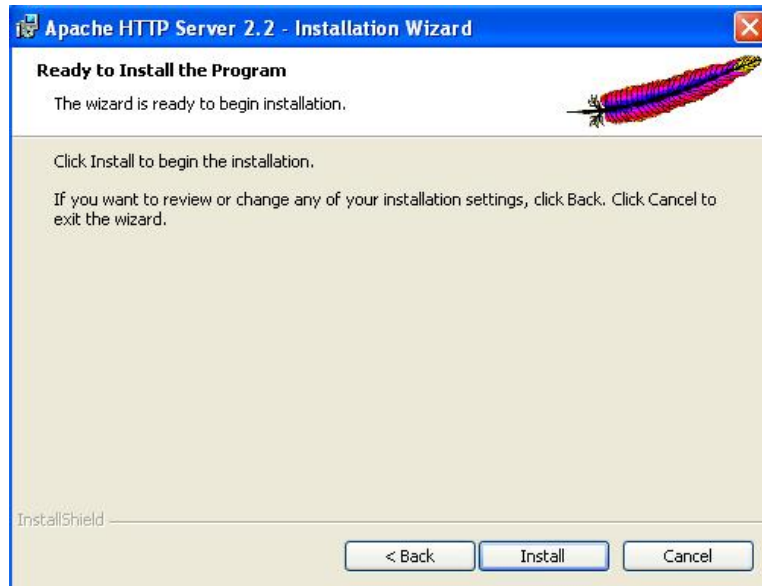 Apache HTTP Server 2.2 - Installation Wizard
Ready to Install the Program
The wizard is ready to begin installation.
Click Install to begin the installation.
If you want to review or change any of your installation settings, click Back. Click Cancel to
exit the wizard.
InstallShield
< Back Install Cancel